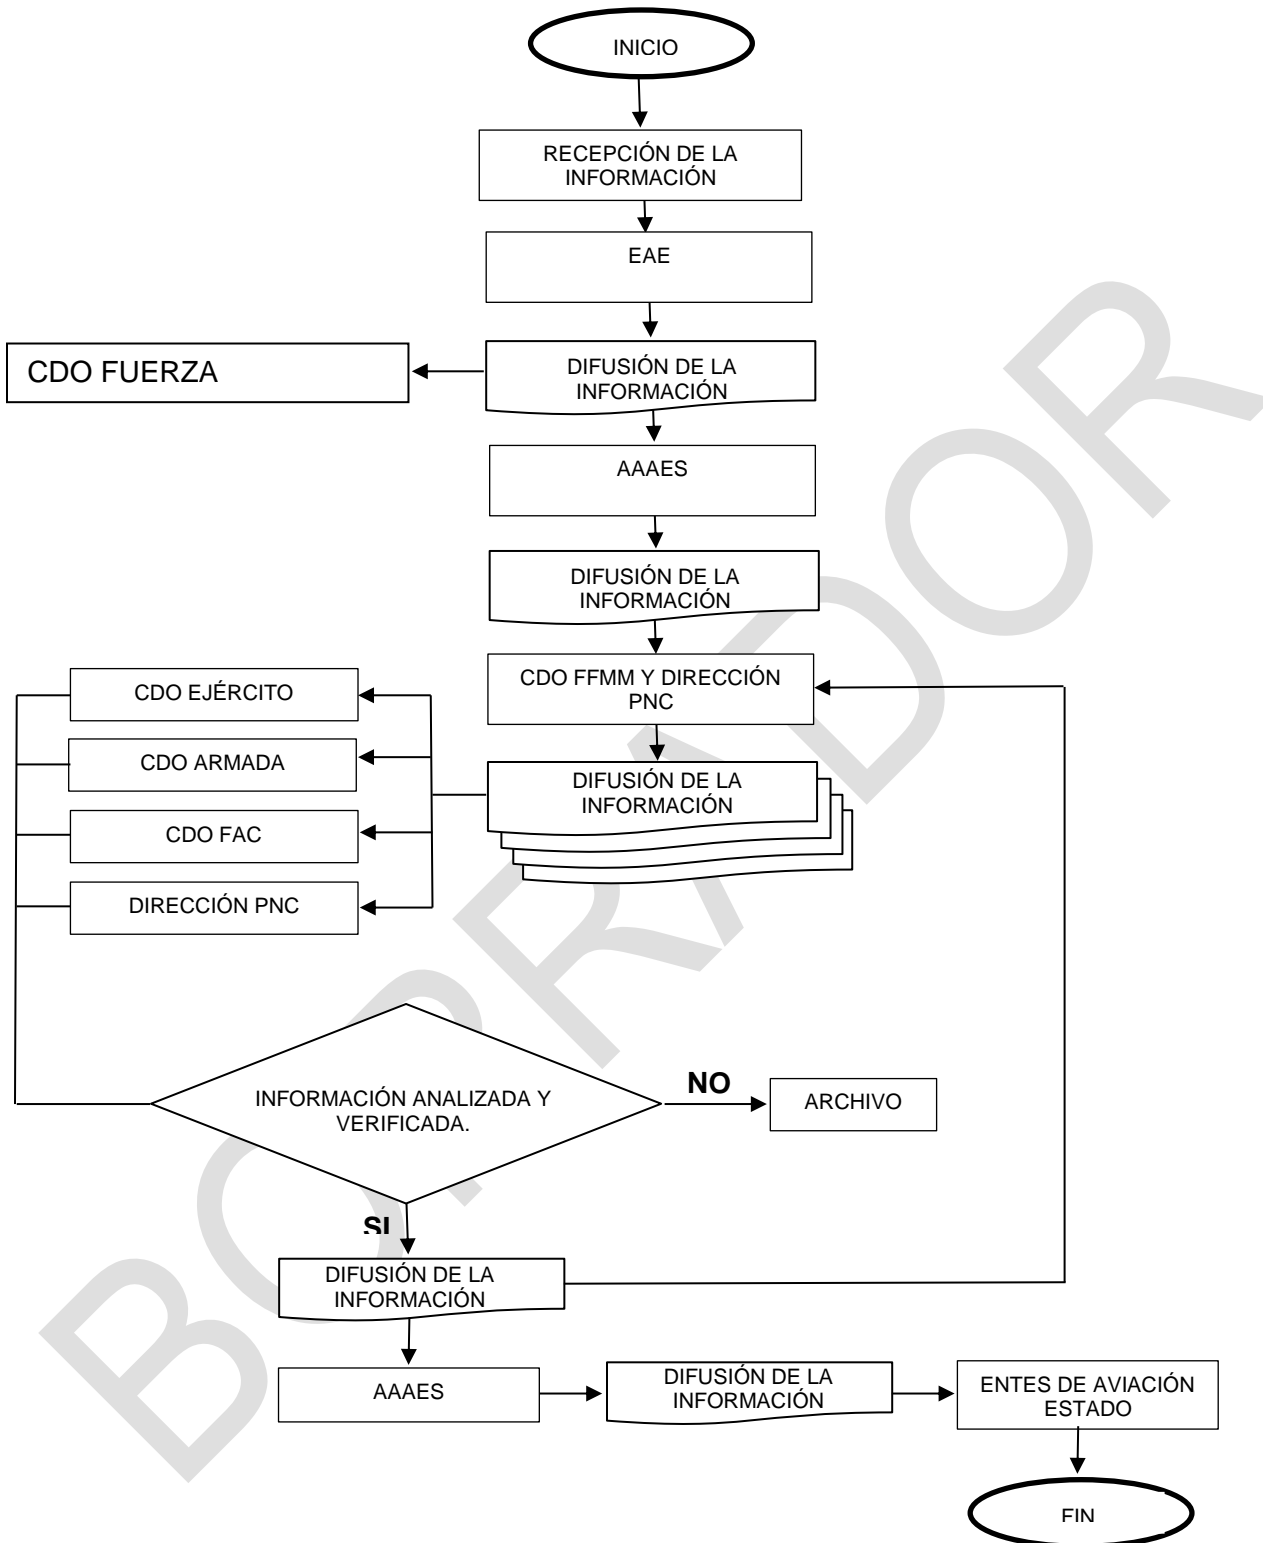 INICIO
RECEPCIÓN DE LA
INFORMACIÓN
EAE
CDO FUERZA
DIFUSIÓN DE LA
INFORMACIÓN
AAAES
DIFUSIÓN DE LA
INFORMACIÓN
CDO FFMM Y DIRECCIÓN
PNC
CDO EJÉRCITO
CDO ARMADA
CDO FAC
DIRECCIÓN PNC
DIFUSIÓN DE LA
INFORMACIÓN
INFORMACIÓN ANALIZADA Y
VERIFICADA.
NO
ARCHIVO
SI
DIFUSIÓN DE LA
INFORMACIÓN
AAAES
DIFUSIÓN DE LA
INFORMACIÓN
ENTES DE AVIACIÓN
ESTADO
FIN
BORRADOR